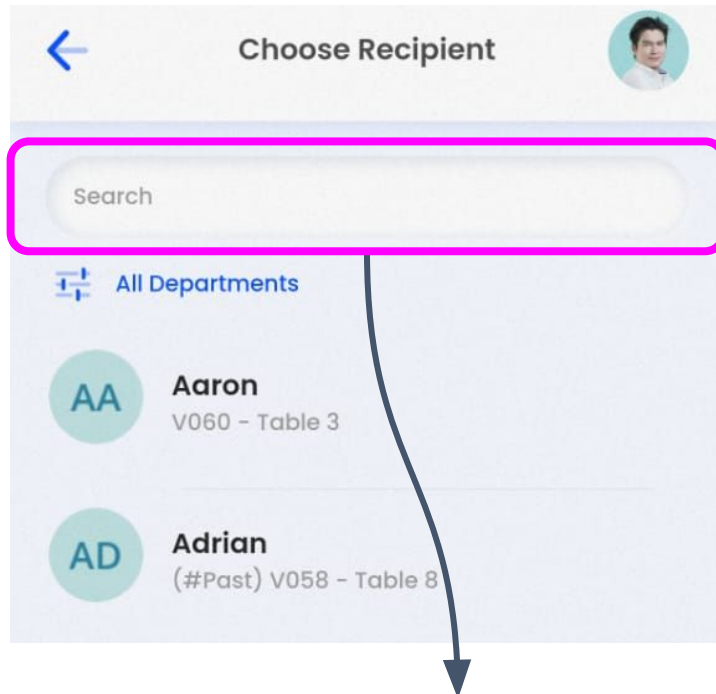 Choose Recipient
Search
All Departments
AA
Aaron
V060 - Table 3
AD
Adrian
(#Past) V058 - Table 8